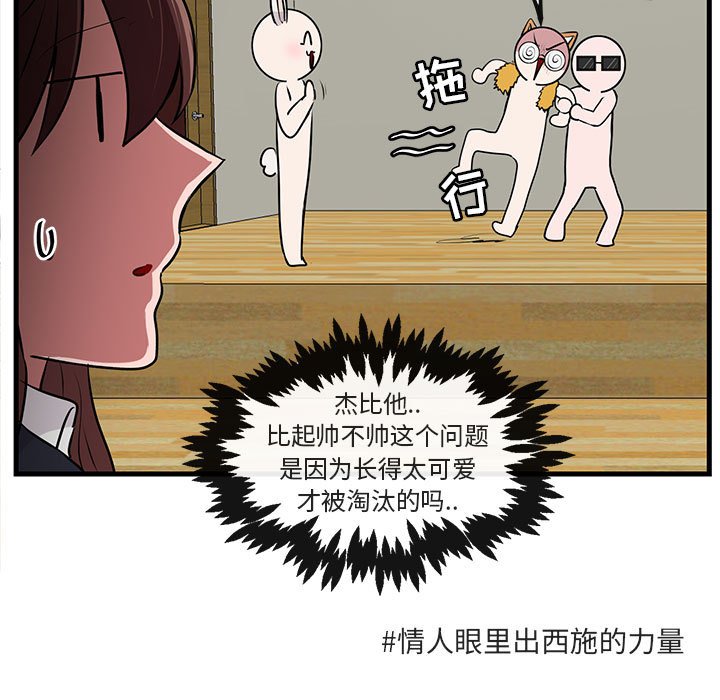 拖
行
杰比他..
比起帅不帅这个问题
是因为长得太可爱
才被淘汰的吗..
#情人眼里出西施的力量